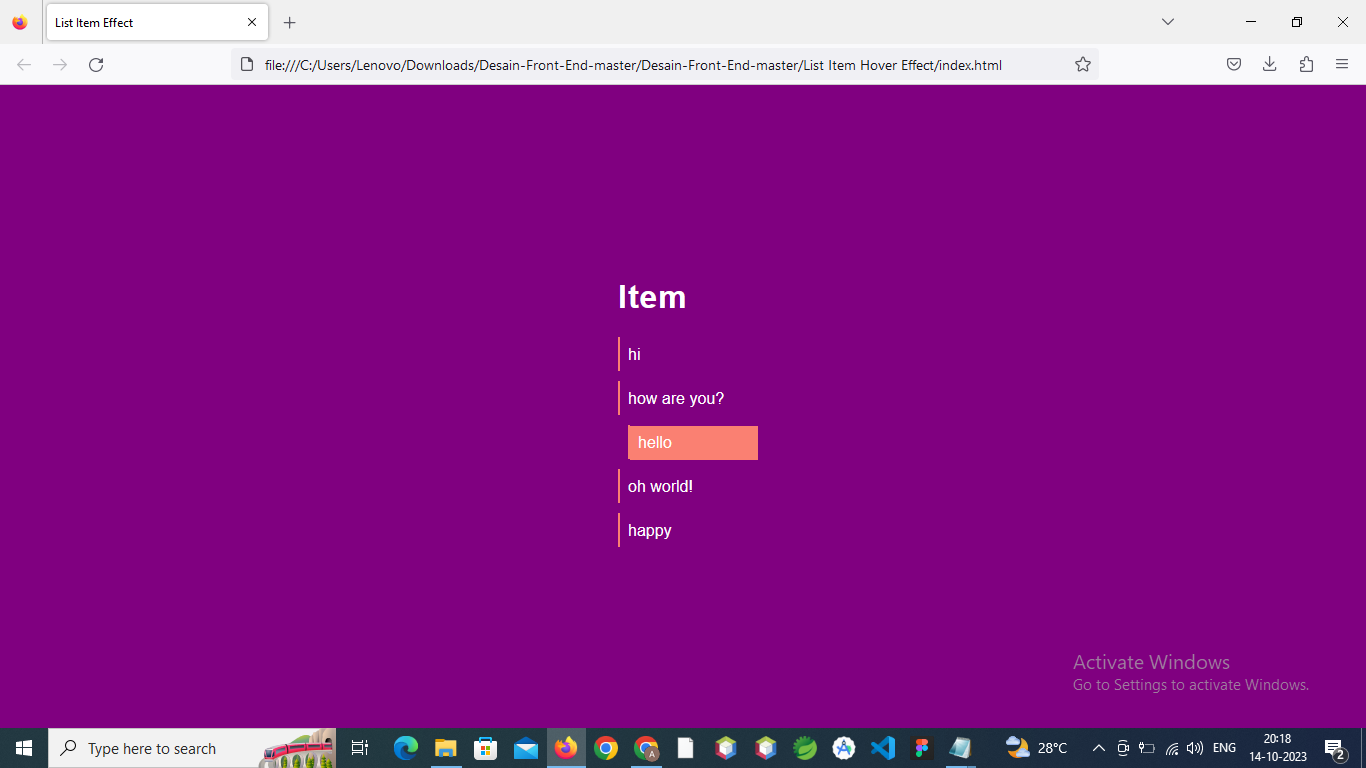 List Item Effect
file:///C:/Users/Lenovo/Downloads/Desain-Front-End-master/Desain-Front-End-master/List Item Hover Effect/index.html
Item
hi
how are you?
hello
oh world!
happy
Activate Windows
Go to Settings to activate Windows.
Type here to search
28°C
ENG
20:18
14-10-2023
2